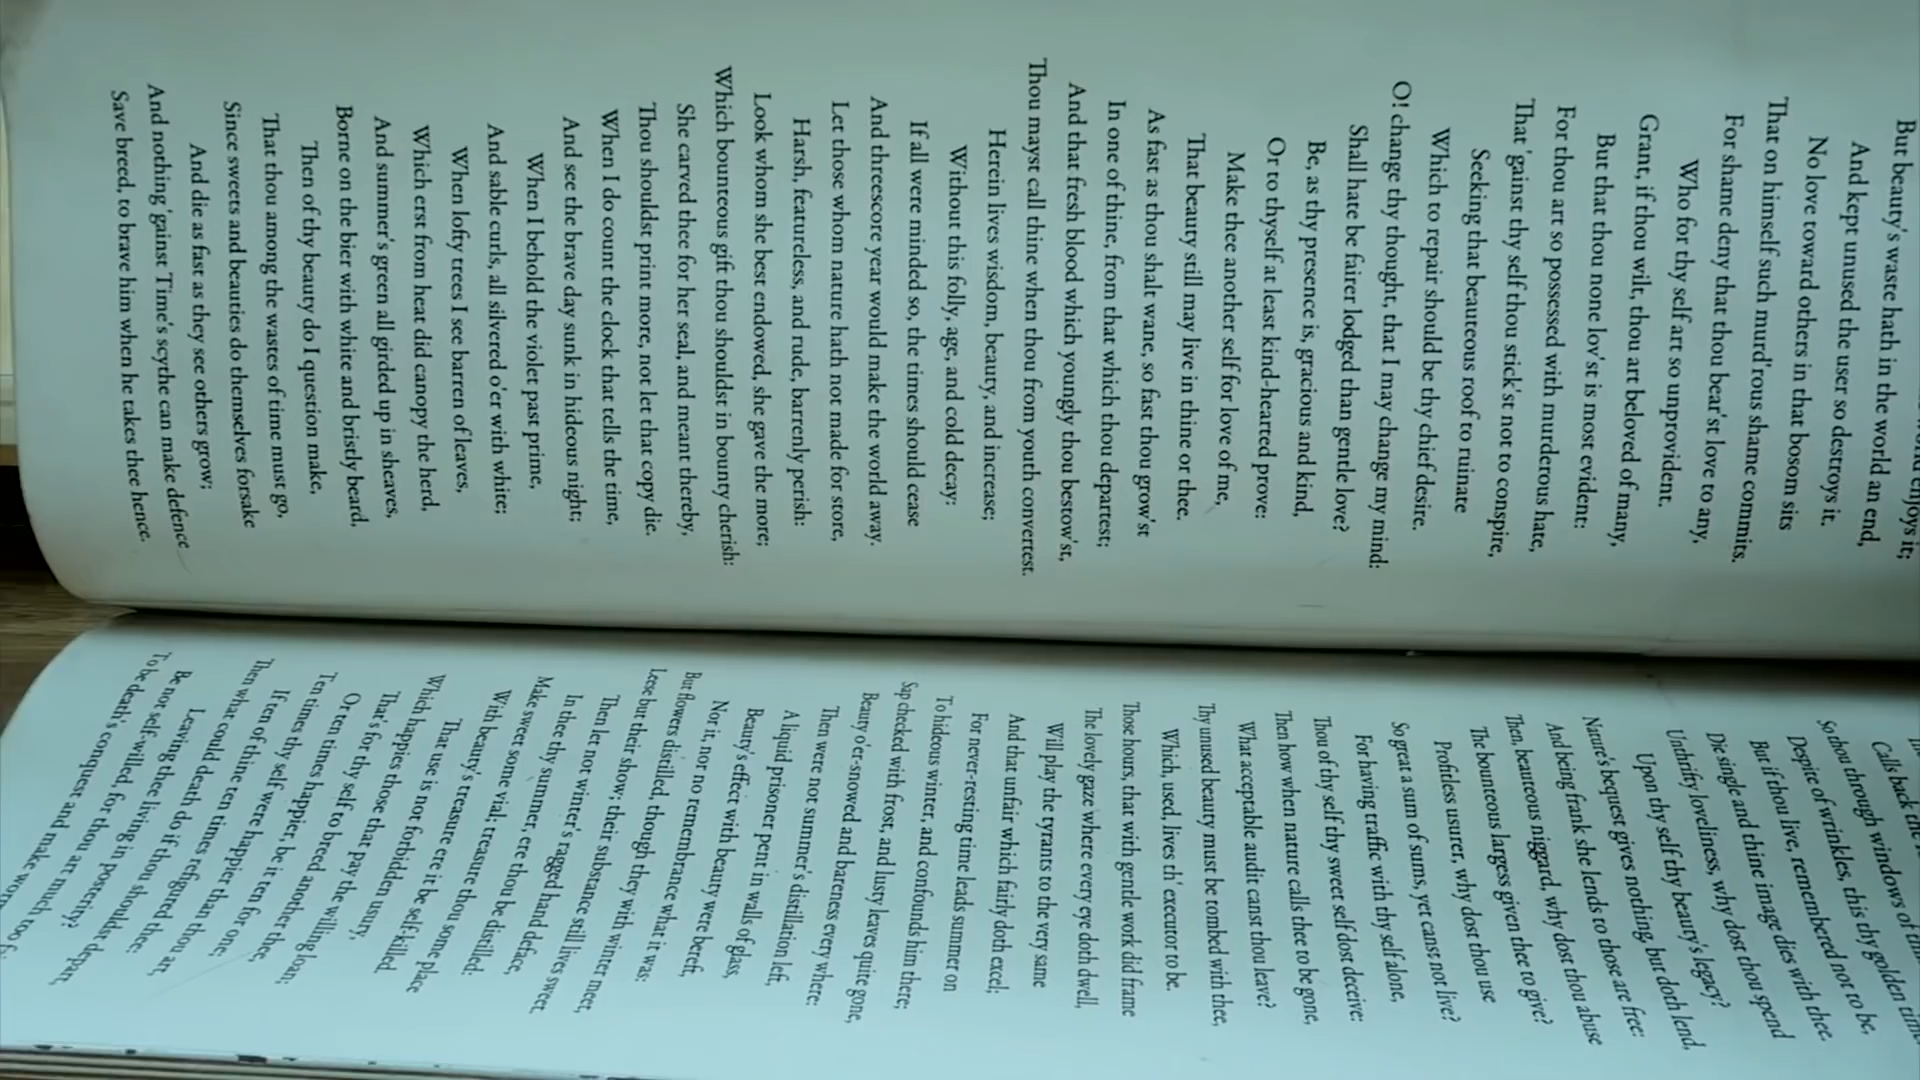 enjoys it;
But beauty's waste hath in the world an end,
And kept unused the user so destroys it.
No love toward others in that bosom sits
That on himself such murd'rous shame commits.
For shame deny that thou bear'st love to any,
Who for thy self art so unprovident.
Grant, if thou wilt, thou art beloved of many,
But that thou none lov'st is most evident:
For thou art so possessed with murderous hate,
That 'gainst thy self thou stick'st not to conspire,
Seeking that beauteous roof to ruinate
Which to repair should be thy chief desire.
O! change thy thought, that I may change my mind:
Shall hate be fairer lodged than gentle love?
Be, as thy presence is, gracious and kind,
Or to thyself at least kind-hearted prove:
Make thee another self for love of me,
That beauty still may live in thine or thee.
As fast as thou shalt wane, so fast thou grow'st
In one of thine, from that which thou departest;
And that fresh blood which youngly thou bestow'st,
Thou mayst call thine when thou from youth convertest.
Herein lives wisdom, beauty, and increase;
Without this folly, age, and cold decay:
If all were minded so, the times should cease
And threescore year would make the world away.
Let those whom nature hath not made for store,
Harsh, featureless, and rude, barrenly perish:
Look whom she best endowed, she gave the more;
Which bounteous gift thou shouldst in bounty cherish:
She carved thee for her seal, and meant thereby,
Thou shouldst print more, not let that copy die.
When I do count the clock that tells the time,
And see the brave day sunk in hideous night;
When I behold the violet past prime,
And sable curls, all silvered o'er with white;
When lofty trees I see barren of leaves,
Which erst from heat did canopy the herd,
And summer's green all girded up in sheaves,
Borne on the bier with white and bristly beard,
Then of thy beauty do I question make,
That thou among the wastes of time must go,
Since sweets and beauties do themselves forsake
And die as fast as they see others grow;
And nothing 'gainst Time's scythe can make defence
Save breed, to brave him when he takes thee hence.
Calls back the
So thou through windows of
Despite of wrinkles, this thy golden
But if thou live, remembered not to be,
Die single and thine image dies with thee.
Unthrifty loveliness, why dost thou spend
Upon thy self thy beauty's legacy?
Nature's bequest gives nothing, but doth lend,
And being frank she lends to those are free:
Then, beauteous niggard, why dost thou abuse
The bounteous largess given thee to give?
Profitless usurer, why dost thou use
So great a sum of sums, yet canst not live?
For having traffic with thy self alone,
Thou of thy self thy sweet self dost deceive:
Then how when nature calls thee to be gone,
What acceptable audit canst thou leave?
Thy unused beauty must be tombed with thee,
Which, used, lives th' executor to be.
Those hours, that with gentle work did frame
The lovely gaze where every eye doth dwell,
Will play the tyrants to the very same
And that unfair which fairly doth excel;
For never-resting time leads summer on
To hideous winter, and confounds him there;
Sap checked with frost, and lusty leaves quite gone,
Beauty o'er-snowed and bareness every where:
Then were not summer's distillation left,
A liquid prisoner pent in walls of glass,
Beauty's effect with beauty were bereft,
Nor it, nor no remembrance what it was:
But flowers distilled, though they with winter meet,
Leese but their show; their substance still lives sweet.
Then let not winter's ragged hand deface,
In thee thy summer, ere thou be distilled:
Make sweet some vial; treasure thou some place
With beauty's treasure ere it be self-killed.
That use is not forbidden usury,
Which happies those that pay the willing loan;
That's for thy self to breed another thee,
Or ten times happier, be it ten for one;
Ten times thy self were happier than thou art,
If ten of thine ten times refigured thee:
Then what could death do if thou shouldst depart,
Leaving thee living in posterity?
Be not self-willed, for thou art much too
To be death's conquest and make